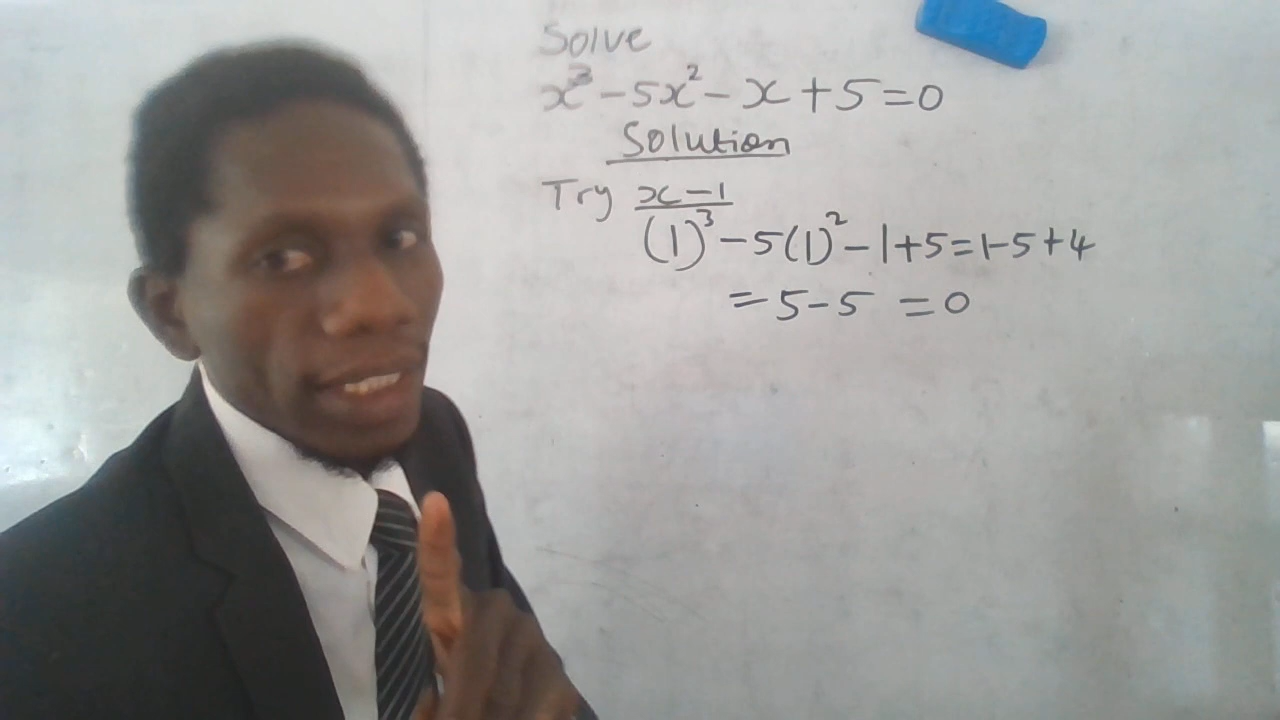 Solve
x³-5x²-x+5=0
Solution
Try x-1
(1)³-5(1)²-1+5=1-5+4
=5-5 =0